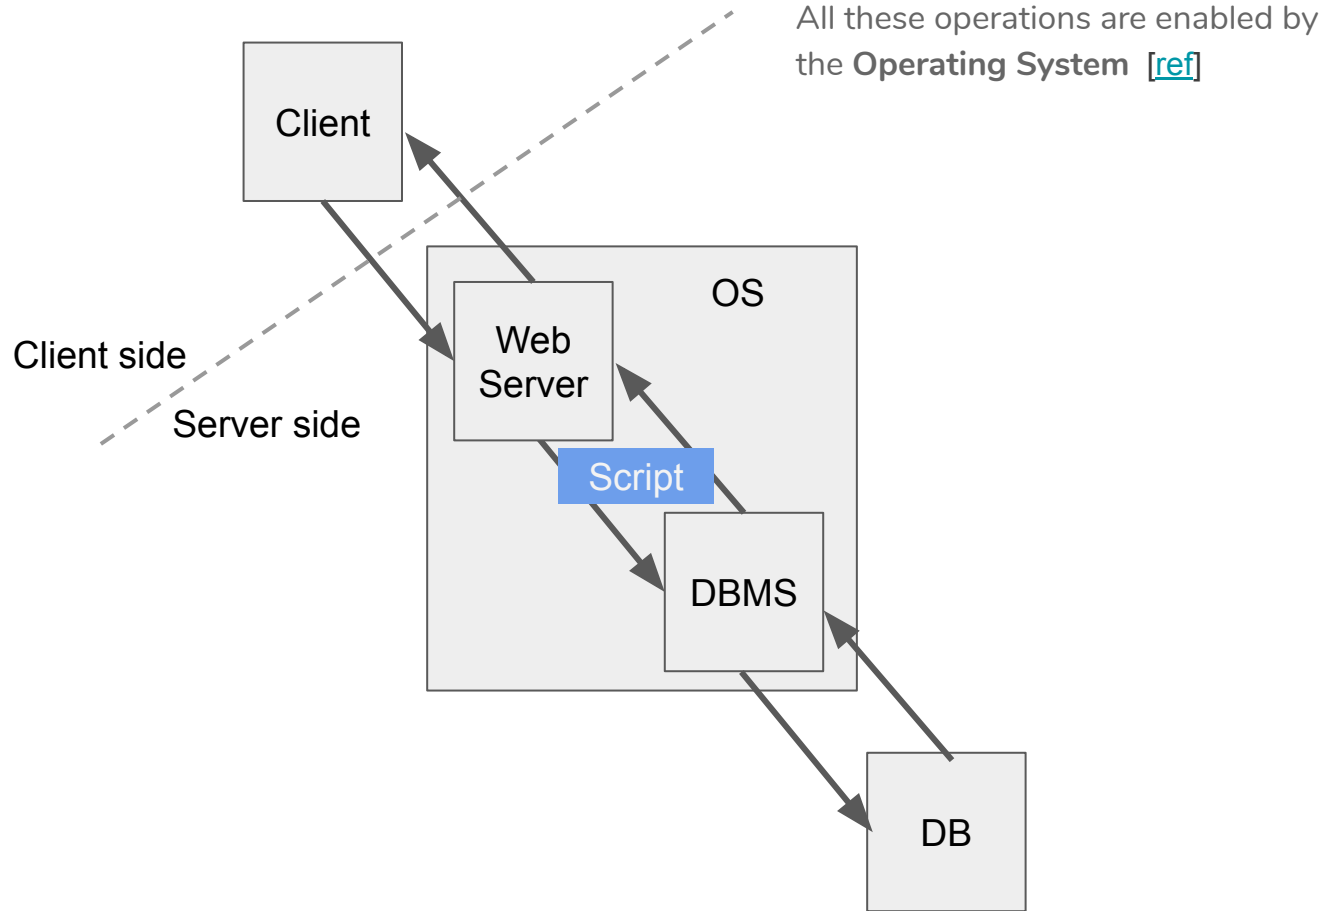 All these operations are enabled by
the Operating System [ref]
Client
OS
Web
Server
Client side
Server side
Script
DBMS
DB